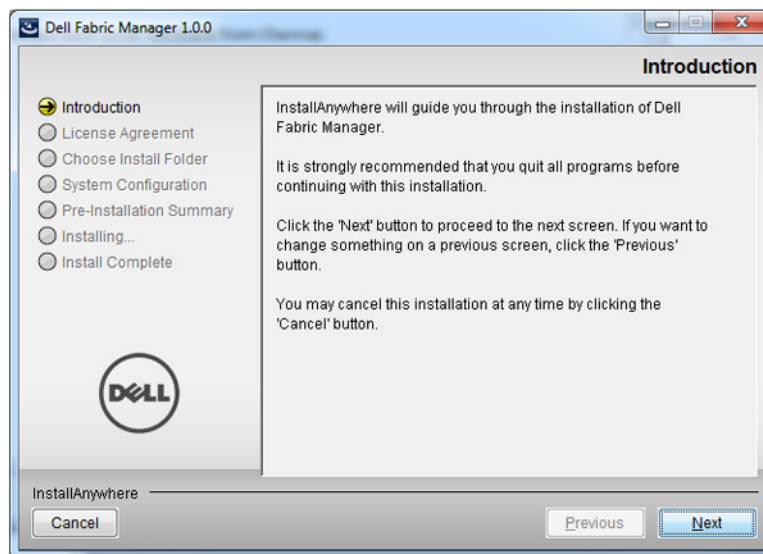 Dell Fabric Manager 1.0.0
from Chennai.
Introduction
Introduction
License Agreement
Choose Install Folder
System Configuration
Pre-Installation Summary
Installing...
Install Complete
DELL
InstallAnywhere will guide you through the installation of Dell
Fabric Manager.
It is strongly recommended that you quit all programs before
continuing with this installation.
Click the 'Next' button to proceed to the next screen. If you want to
change something on a previous screen, click the 'Previous'
button.
You may cancel this installation at any time by clicking the
'Cancel' button.
InstallAnywhere
Cancel
Previous
Next